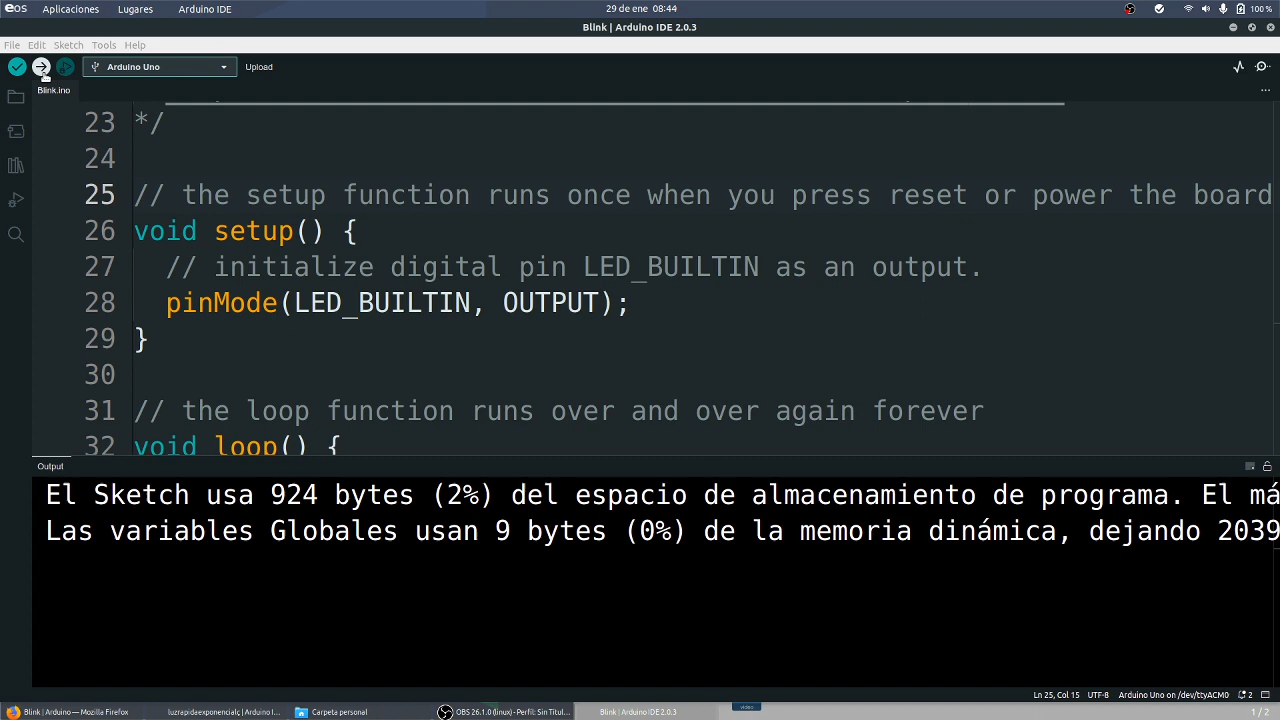 eos Aplicaciones Lugares Arduino IDE 29 de ene 08:44 100 %
Blink | Arduino IDE 2.0.3
File Edit Sketch Tools Help
Arduino Uno Upload
Blink.ino
23 */
24
25 // the setup function runs once when you press reset or power the board
26 void setup() {
27 // initialize digital pin LED_BUILTIN as an output.
28 pinMode(LED_BUILTIN, OUTPUT);
29 }
30
31 // the loop function runs over and over again forever
32 void loop() {
Output
El Sketch usa 924 bytes (2%) del espacio de almacenamiento de programa. El má
Las variables Globales usan 9 bytes (0%) de la memoria dinámica, dejando 2039
Ln 25, Col 15 UTF-8 Arduino Uno on /dev/ttyACM0 2
Blink | Arduino — Mozilla Firefox luzrapidaexponencialç | Arduino I... Carpeta personal OBS 26.1.0 (linux) - Perfil: Sin Titul... Blink | Arduino IDE 2.0.3 video 1 / 2